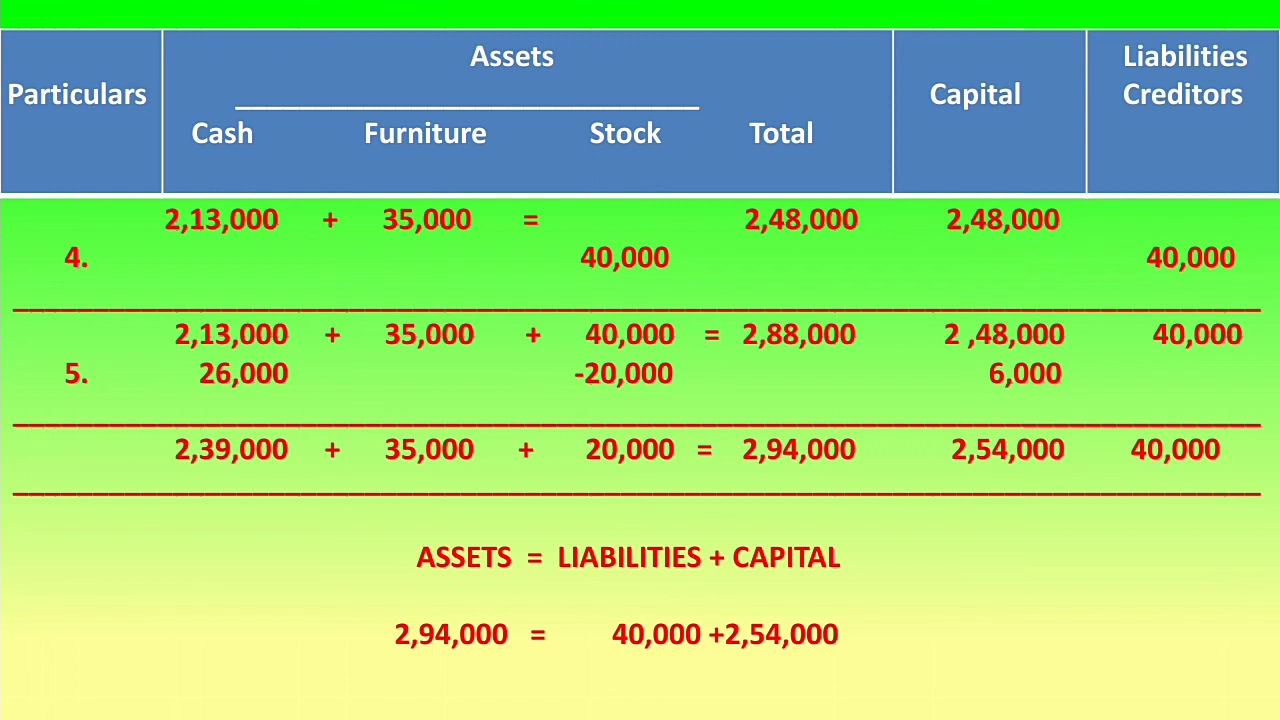 Assets
Liabilities
Particulars
Capital
Creditors
Cash Furniture Stock Total
2,13,000 + 35,000 = 2,48,000 2,48,000
4. 40,000 40,000
2,13,000 + 35,000 + 40,000 = 2,88,000 2 ,48,000 40,000
5. 26,000 -20,000 6,000
2,39,000 + 35,000 + 20,000 = 2,94,000 2,54,000 40,000
ASSETS = LIABILITIES + CAPITAL
2,94,000 = 40,000 +2,54,000